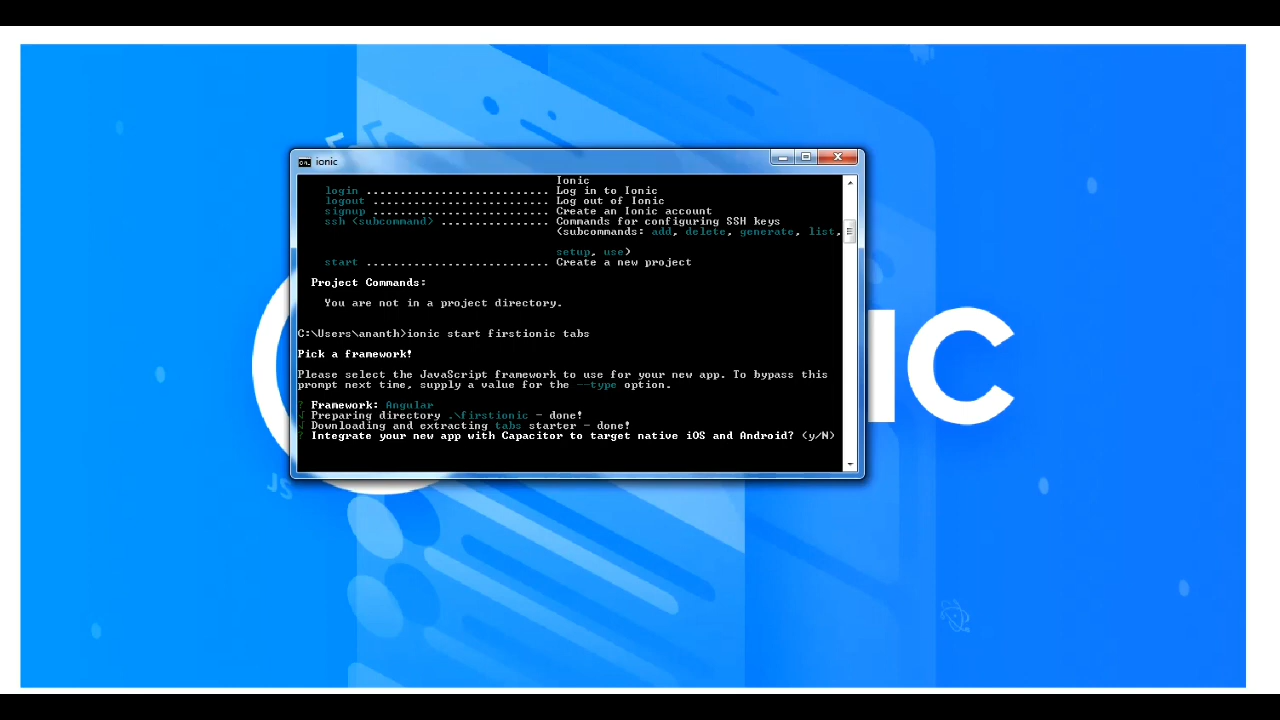 ionic
Ionic
login ........................... Log in to Ionic
logout .......................... Log out of Ionic
signup .......................... Create an Ionic account
ssh <subcommand> ................ Commands for configuring SSH keys
(subcommands: add, delete, generate, list,
setup, use)
start ........................... Create a new project
Project Commands:
You are not in a project directory.
C:\Users\ananth>ionic start firstionic tabs
Pick a framework!
Please select the JavaScript framework to use for your new app. To bypass this
prompt next time, supply a value for the --type option.
? Framework: Angular
√ Preparing directory .\firstionic - done!
√ Downloading and extracting tabs starter - done!
? Integrate your new app with Capacitor to target native iOS and Android? (y/N)
IC